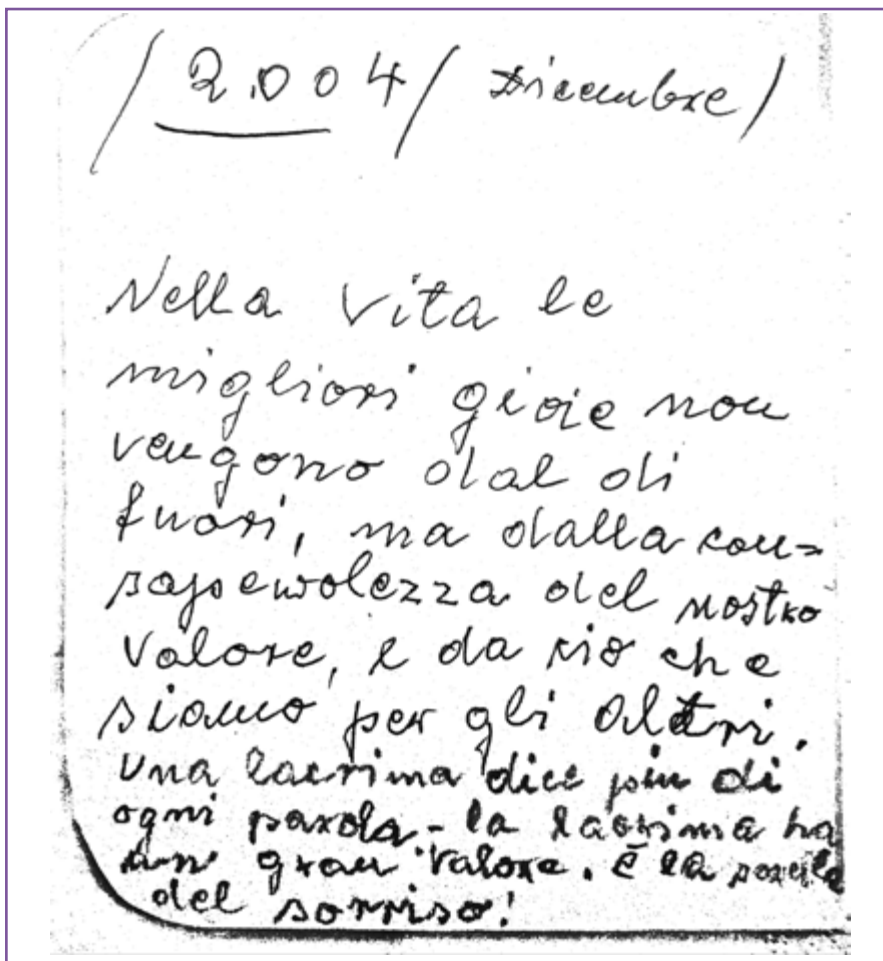 / 2.004 / Dicembre /
Nella vita le
migliori gioie non
vengono dal di
fuori, ma dalla con=
sapevolezza del nostro
valore, e da ciò che
siamo per gli altri.
Una lacrima dice più di
ogni parola - la lacrima ha
un gran valore. È la
del sorriso!